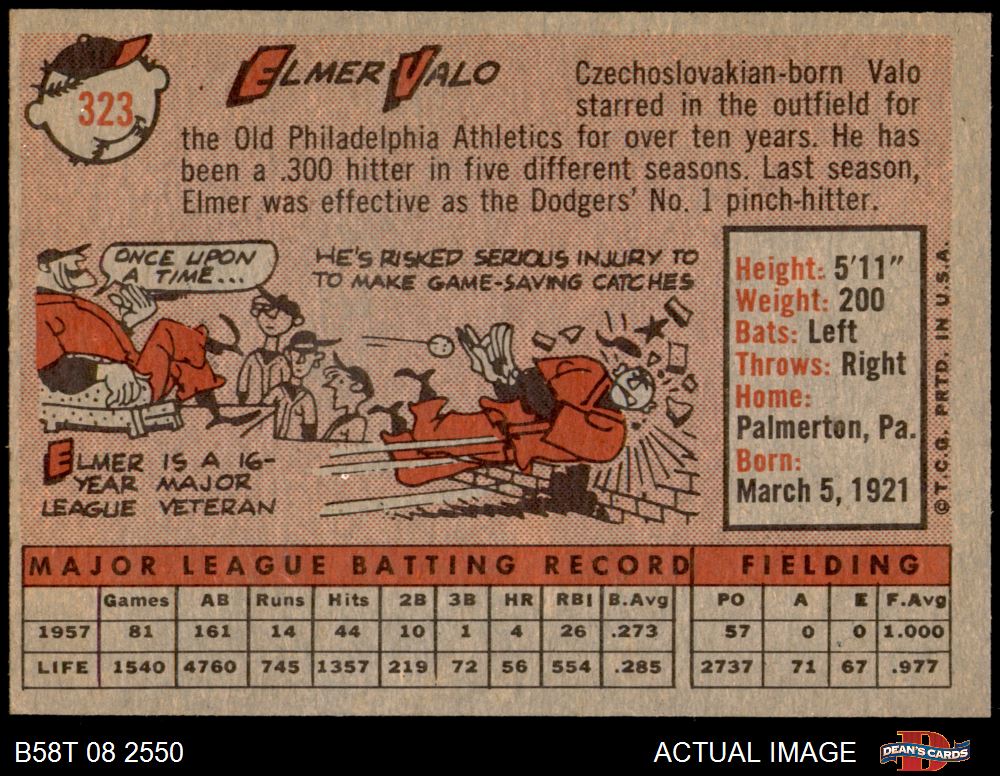 323
ELMER VALO
Czechoslovakian-born Valo
starred in the outfield for
the Old Philadelphia Athletics for over ten years. He has
been a .300 hitter in five different seasons. Last season,
Elmer was effective as the Dodgers' No. 1 pinch-hitter.
ONCE UPON
A TIME...
HE'S RISKED SERIOUS INJURY TO
TO MAKE GAME-SAVING CATCHES
ELMER IS A 16-
YEAR MAJOR
LEAGUE VETERAN
Height: 5'11"
Weight: 200
Bats: Left
Throws: Right
Home:
Palmerton, Pa.
Born:
March 5, 1921
©T.C.G. PRTD. IN U.S.A.
MAJOR LEAGUE BATTING RECORD FIELDING
Games AB Runs Hits 2B 3B HR RBI B.Avg PO A E F.Avg
1957 81 161 14 44 10 1 4 26 .273 57 0 0 1.000
LIFE 1540 4760 745 1357 219 72 56 554 .285 2737 71 67 .977
B58T 08 2550
ACTUAL IMAGE
DEAN'S CARDS